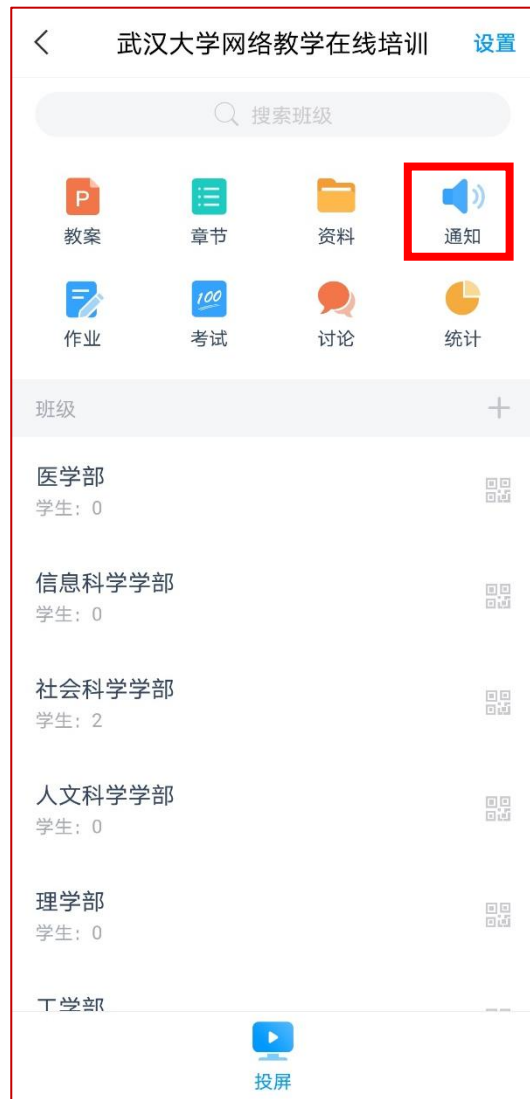 武汉大学网络教学在线培训 设置
搜索班级
P
教案 章节 资料 通知
100
作业 考试 讨论 统计
班级
医学部
学生：0
信息科学学部
学生：0
社会科学学部
学生：2
人文科学学部
学生：0
理学部
学生：0
工学部
投屏